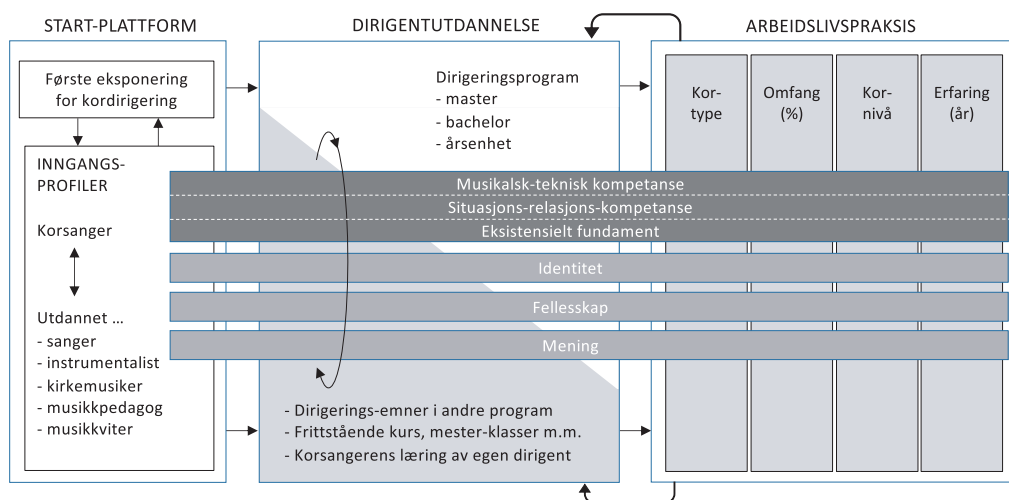 START-PLATTFORM
Første eksponering
for kordirigering
INNGANGS-
PROFILER
Korsanger
Utdannet ...
- sanger
- instrumentalist
- kirkemusiker
- musikkpedagog
- musikkviter
DIRIGENTUTDANNELSE
Dirigeringsprogram
- master
- bachelor
- årsenhet
Musikalsk-teknisk kompetanse
Situasjons-relasjons-kompetanse
Eksistensielt fundament
Identitet
Fellesskap
Mening
- Dirigerings-emner i andre program
- Frittstående kurs, mester-klasser m.m.
- Korsangerens læring av egen dirigent
ARBEIDSLIVSPRAKSIS
Kor-
type
Omfang
(%)
Kor-
nivå
Erfaring
(år)